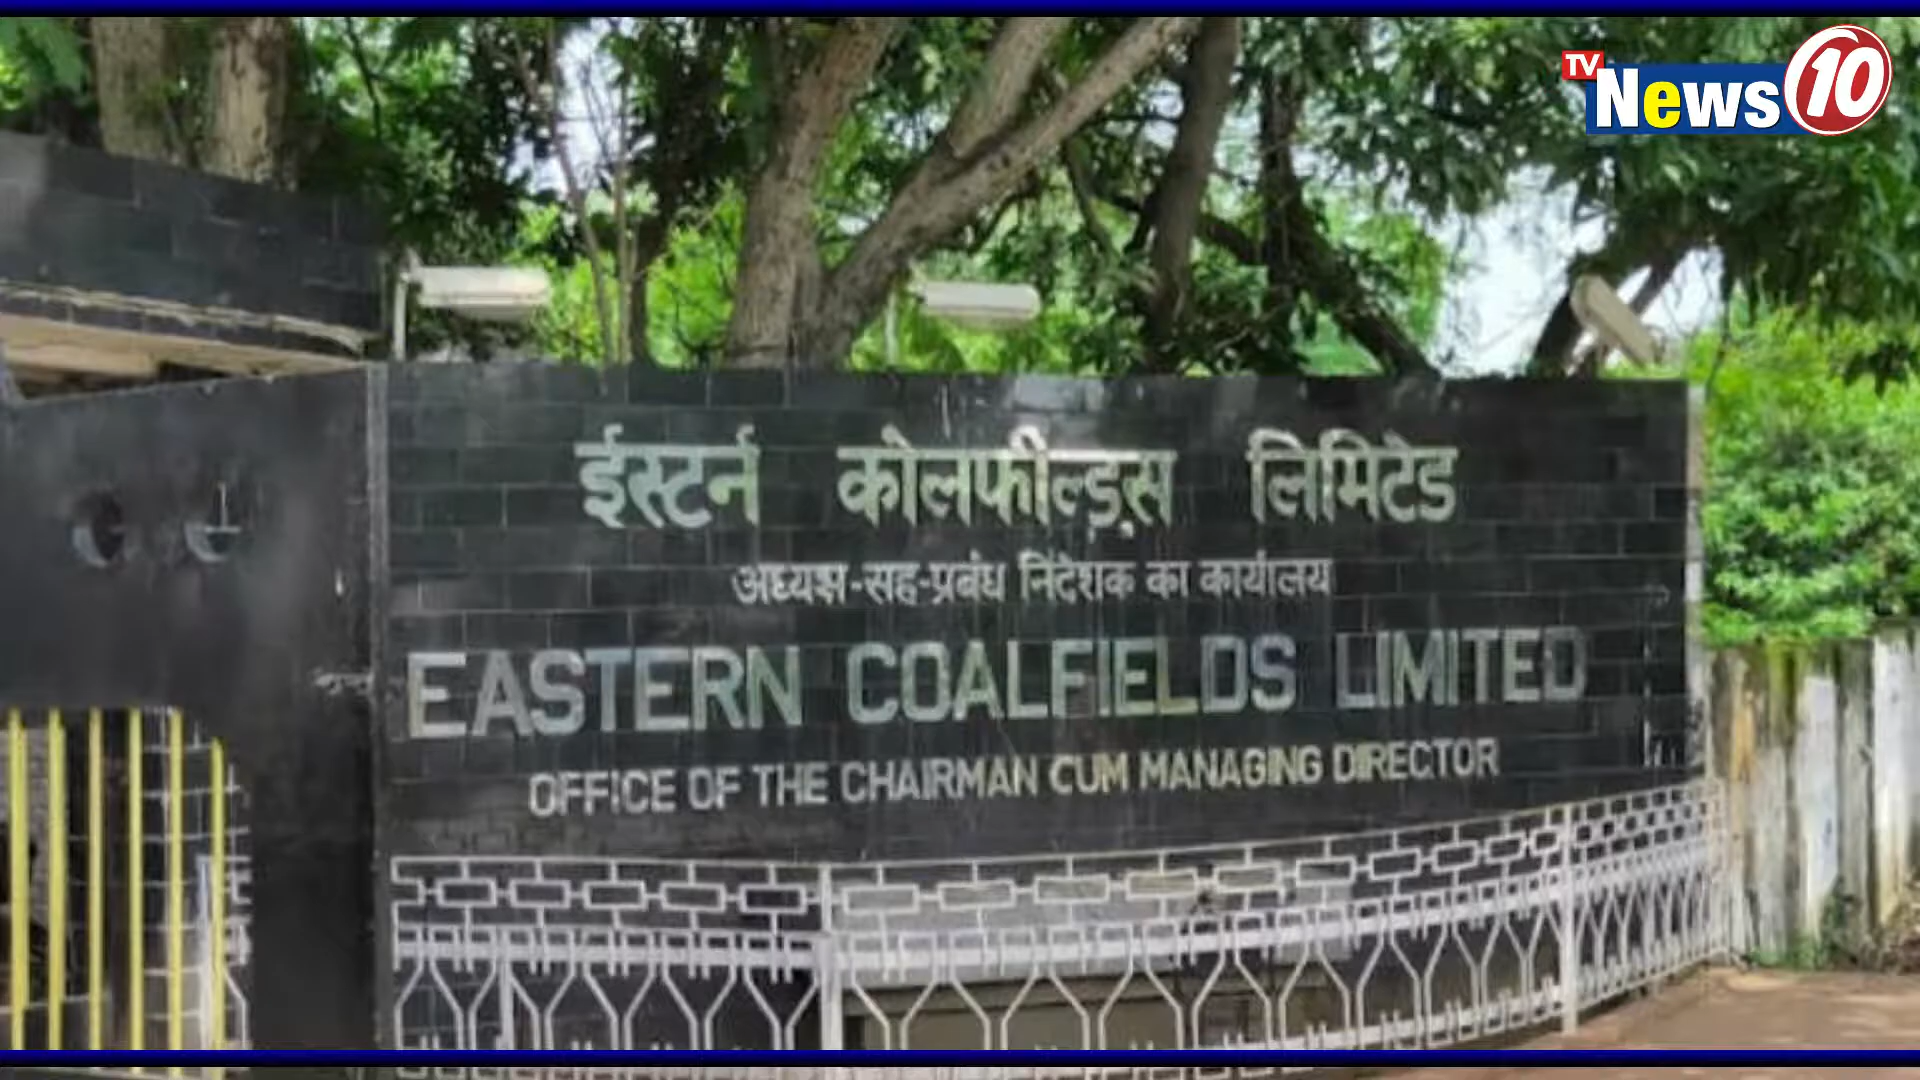 TV News 10
ईस्टर्न कोलफील्ड्स लिमिटेड
अध्यक्ष-सह-प्रबंध निदेशक का कार्यालय
EASTERN COALFIELDS LIMITED
OFFICE OF THE CHAIRMAN CUM MANAGING DIRECTOR